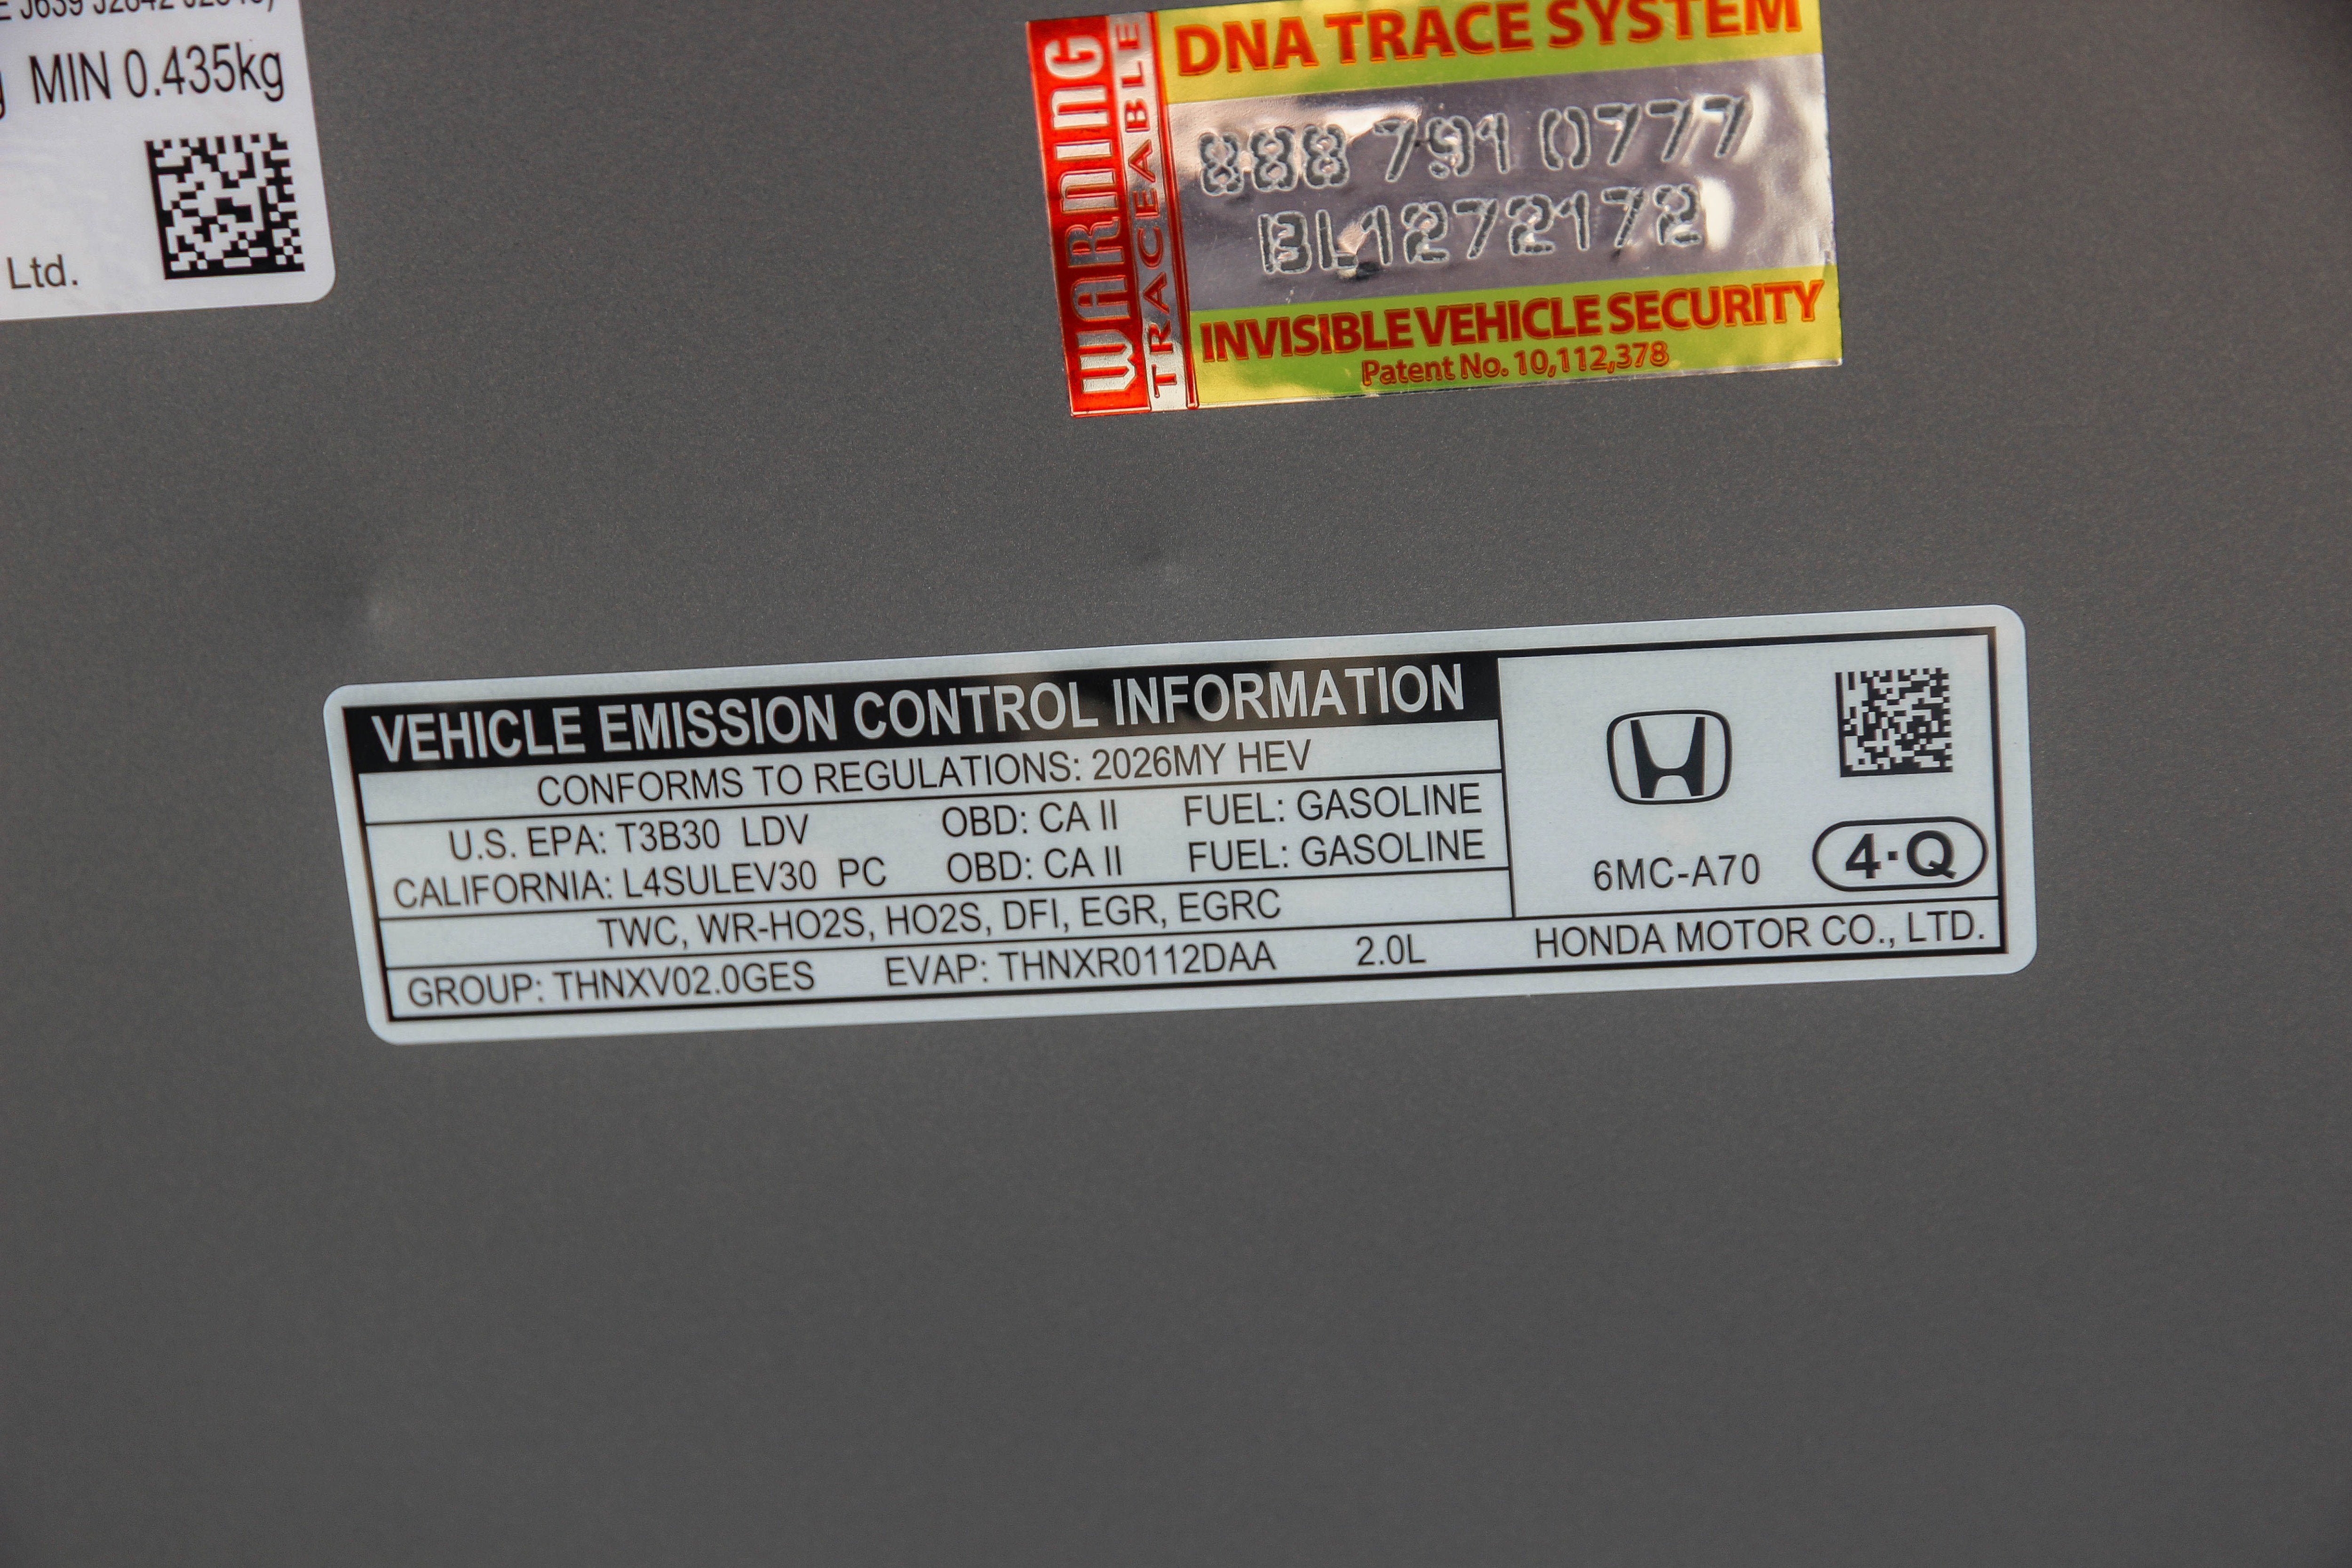 MIN 0.435kg
Ltd.
WARNING
TRACEABLE
DNA TRACE SYSTEM
888 791 0777
BL1272172
INVISIBLE VEHICLE SECURITY
Patent No. 10,112,378
VEHICLE EMISSION CONTROL INFORMATION
CONFORMS TO REGULATIONS: 2026MY HEV
U.S. EPA: T3B30 LDV OBD: CA II FUEL: GASOLINE
CALIFORNIA: L4SULEV30 PC OBD: CA II FUEL: GASOLINE
TWC, WR-HO2S, HO2S, DFI, EGR, EGRC
GROUP: THNXV02.0GES EVAP: THNXR0112DAA 2.0L
6MC-A70 4·Q
HONDA MOTOR CO., LTD.